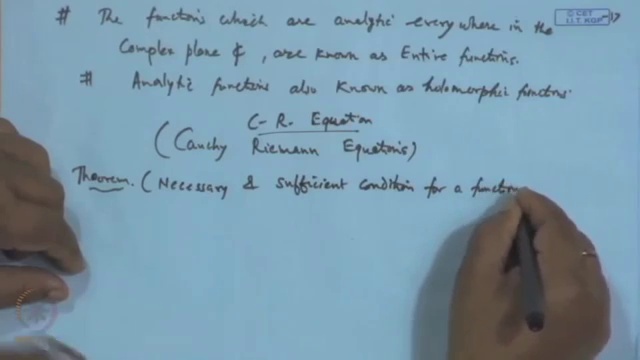 © CET
I.I.T. KGP
# The functions which are analytic everywhere in the
Complex plane ₵, are known as Entire functions.
# Analytic functions also known as holomorphic functions.
C-R. Equation
(Cauchy Riemann Equations)
Theorem. (Necessary & sufficient condition for a function